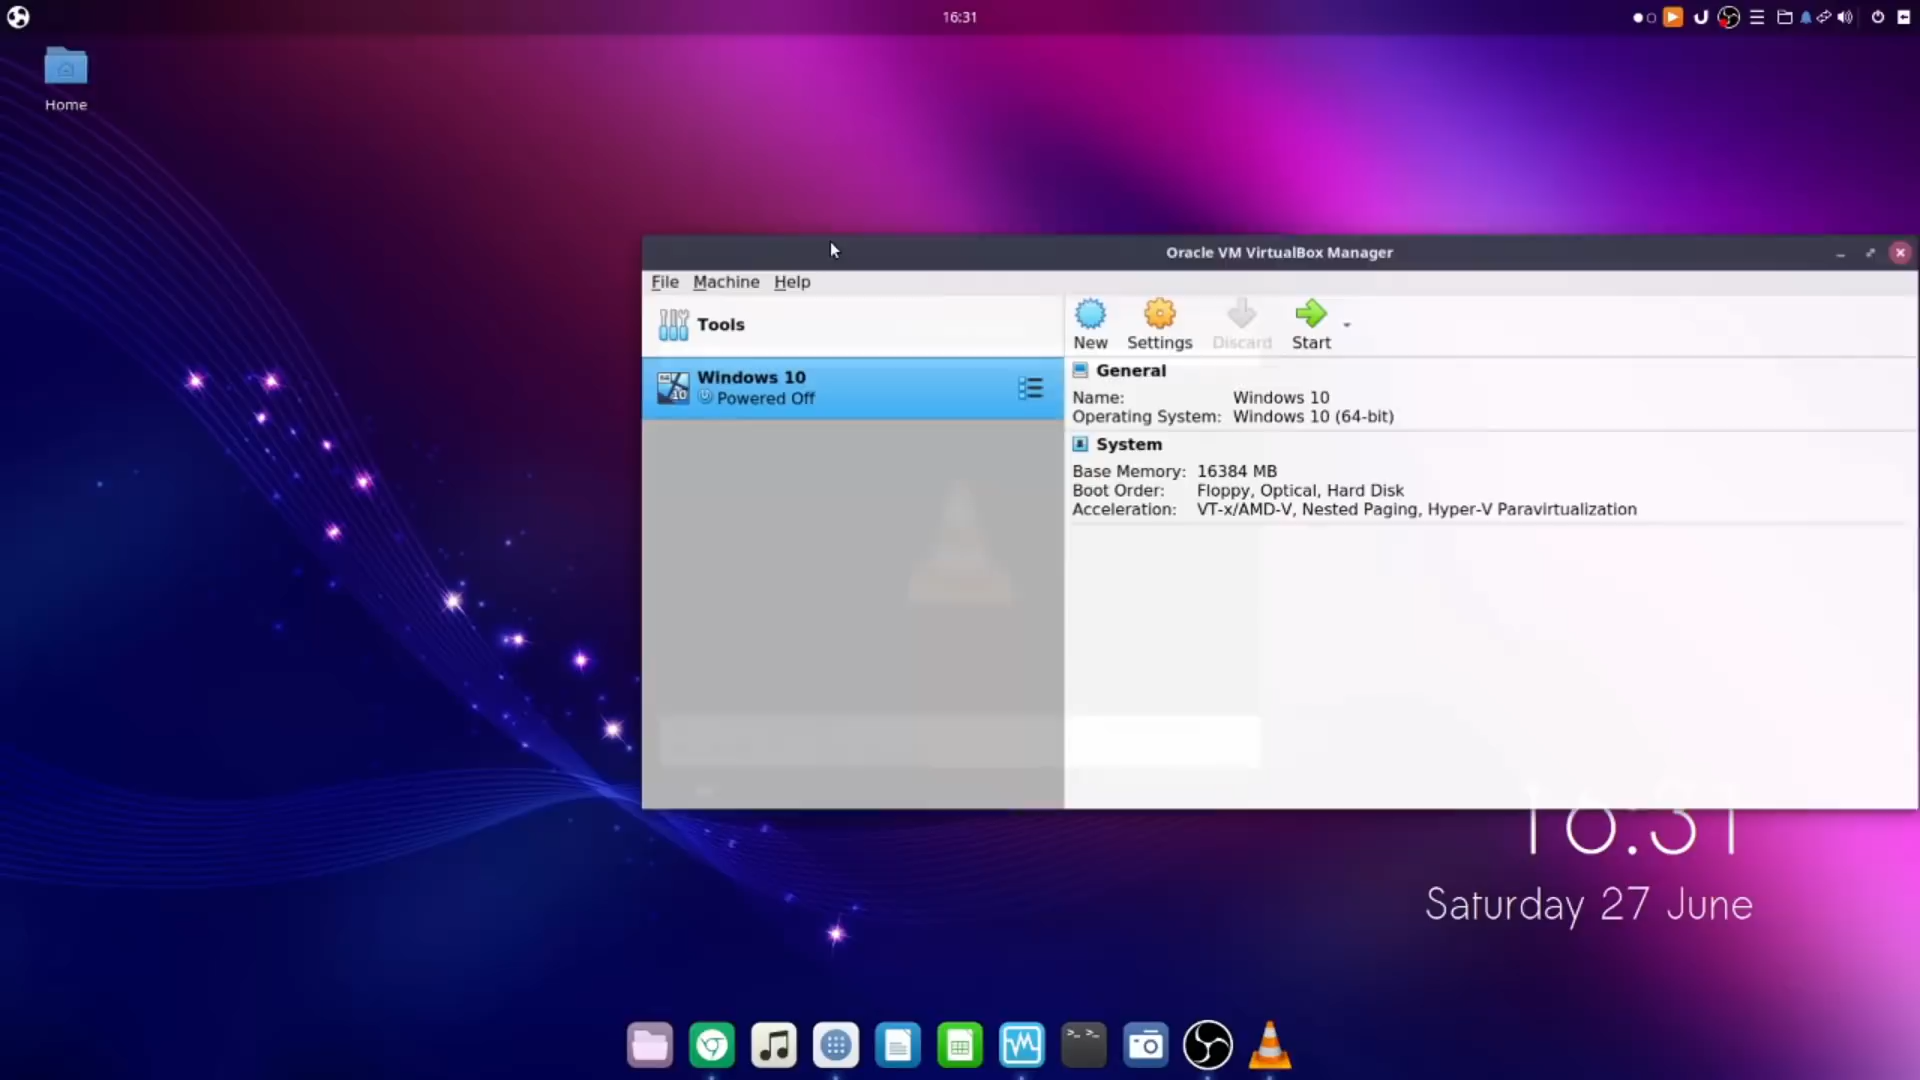 16:31
Home
Oracle VM VirtualBox Manager
File Machine Help
Tools
New Settings Discard Start
Windows 10
Powered Off
General
Name: Windows 10
Operating System: Windows 10 (64-bit)
System
Base Memory: 16384 MB
Boot Order: Floppy, Optical, Hard Disk
Acceleration: VT-x/AMD-V, Nested Paging, Hyper-V Paravirtualization
16:31
Saturday 27 June